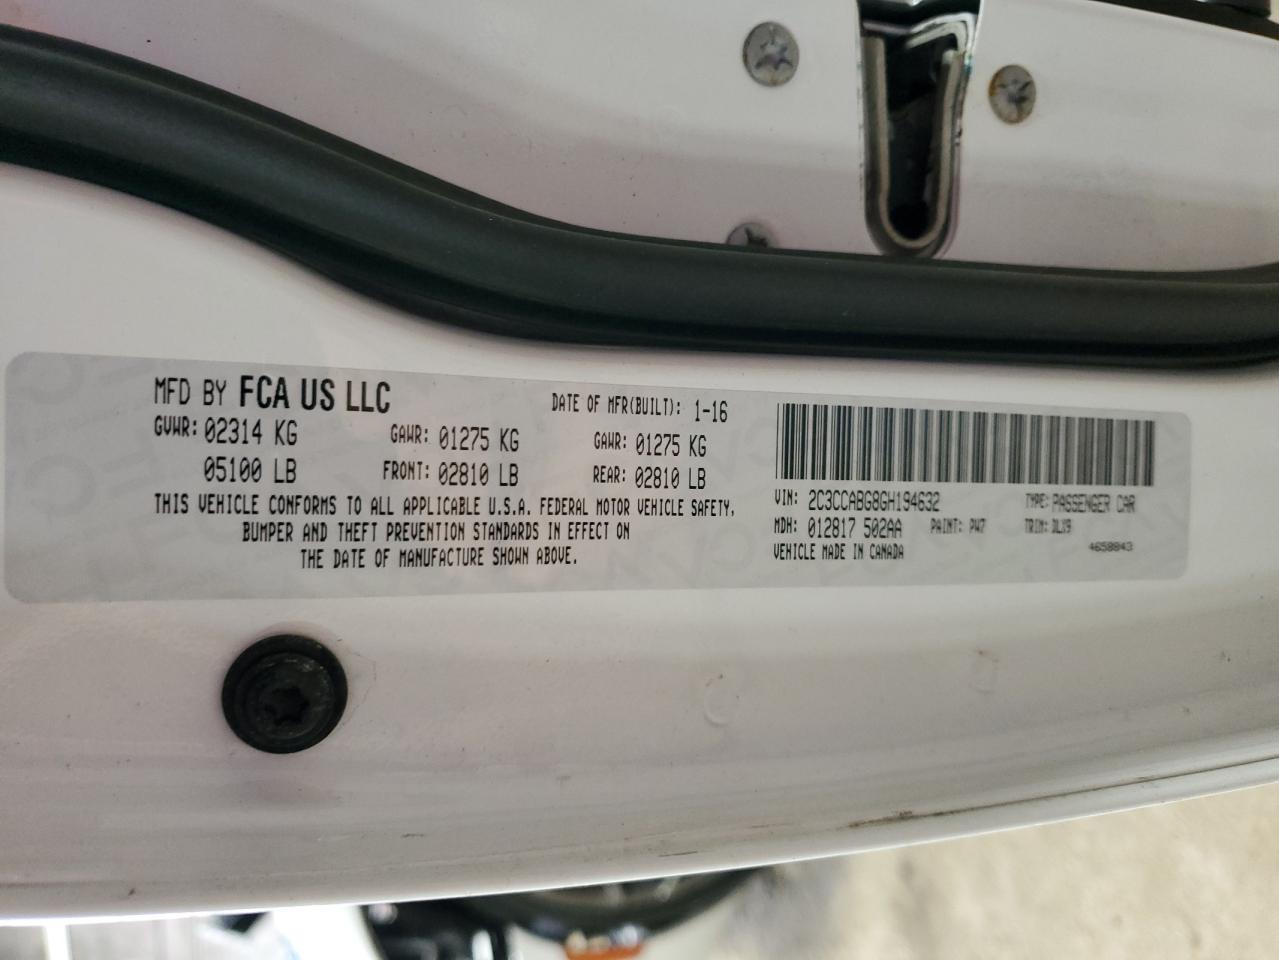 MFD BY FCA US LLC
DATE OF MFR(BUILT): 1-16
GVWR: 02314 KG
GAWR: 01275 KG
GAWR: 01275 KG
05100 LB
FRONT: 02810 LB
REAR: 02810 LB
THIS VEHICLE CONFORMS TO ALL APPLICABLE U.S.A. FEDERAL MOTOR VEHICLE SAFETY,
BUMPER AND THEFT PREVENTION STANDARDS IN EFFECT ON
THE DATE OF MANUFACTURE SHOWN ABOVE.
VIN: 2C3CCABG8GH194632
TYPE: PASSENGER CAR
MDH: 012817 502AA
PAINT: PW7
TRIM: DLX9
VEHICLE MADE IN CANADA
4658843